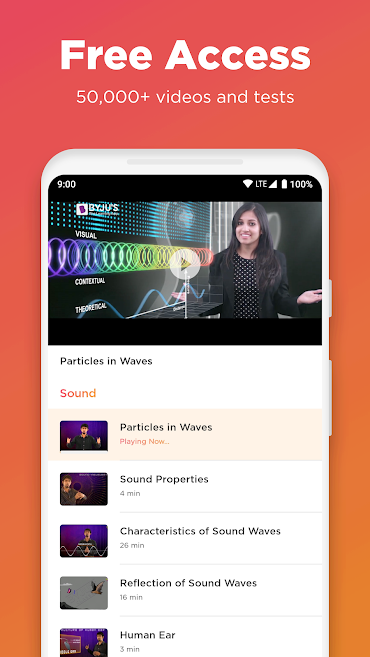 Free Access
50,000+ videos and tests
9:00
LTE 100%
BYJU'S
VISUAL
CONTEXTUAL
THEORETICAL
Particles in Waves
Sound
Particles in Waves
Playing Now...
Sound Properties
4 min
Characteristics of Sound Waves
26 min
Reflection of Sound Waves
16 min
Human Ear
3 min